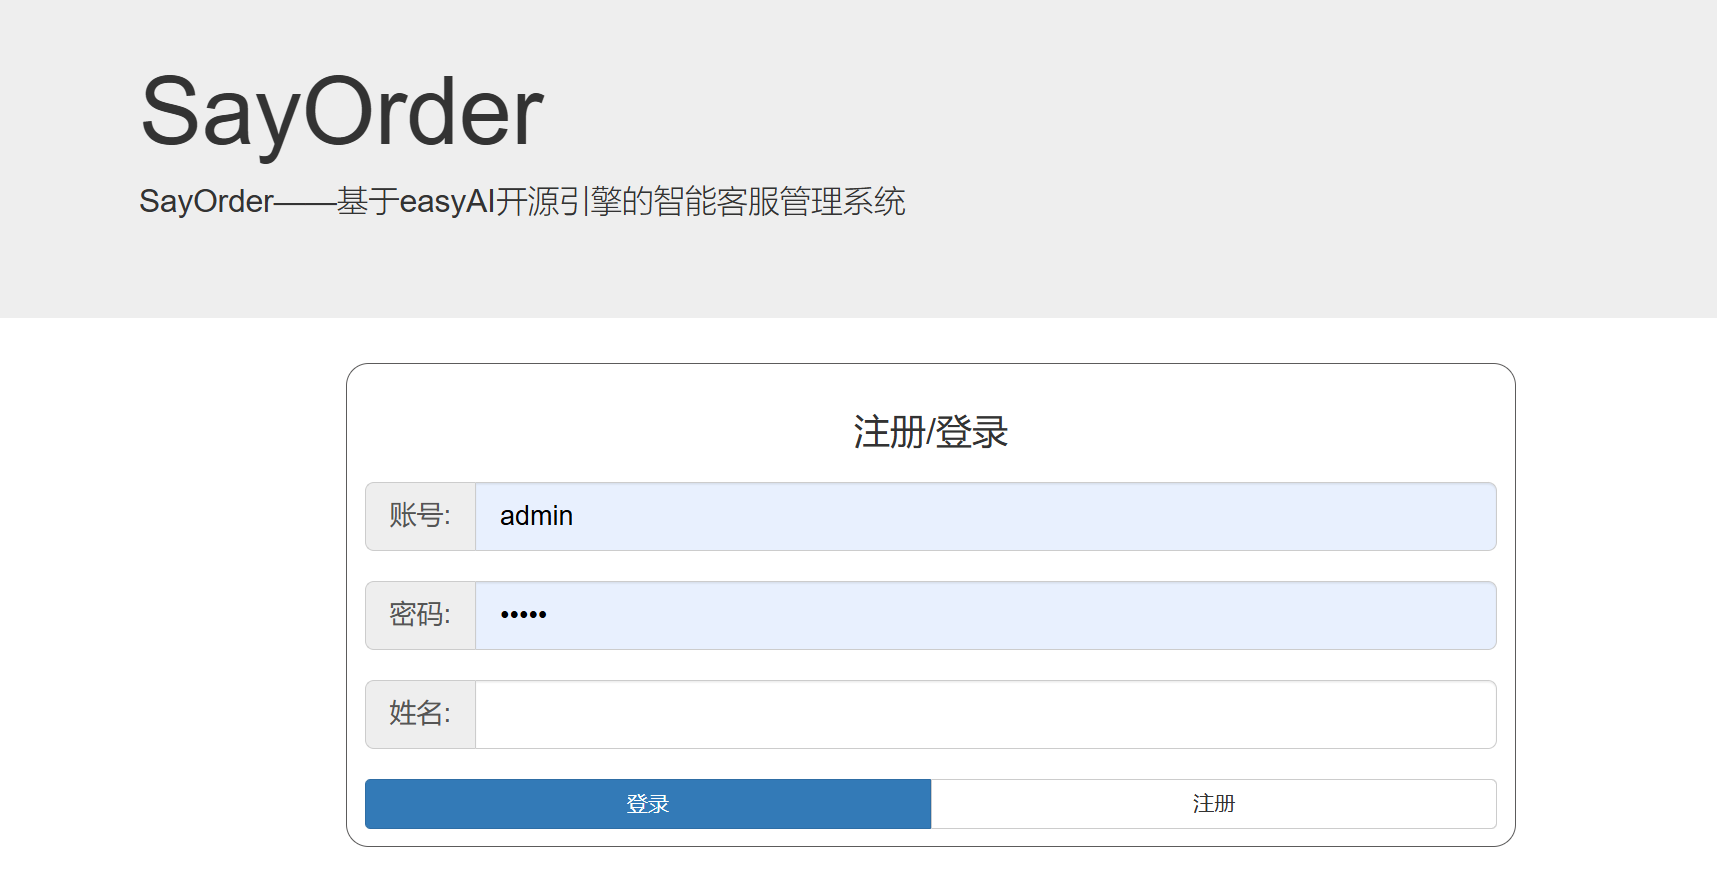 SayOrder
SayOrder——基于easyAI开源引擎的智能客服管理系统
注册/登录
账号: admin
密码: •••••
姓名:
登录 注册